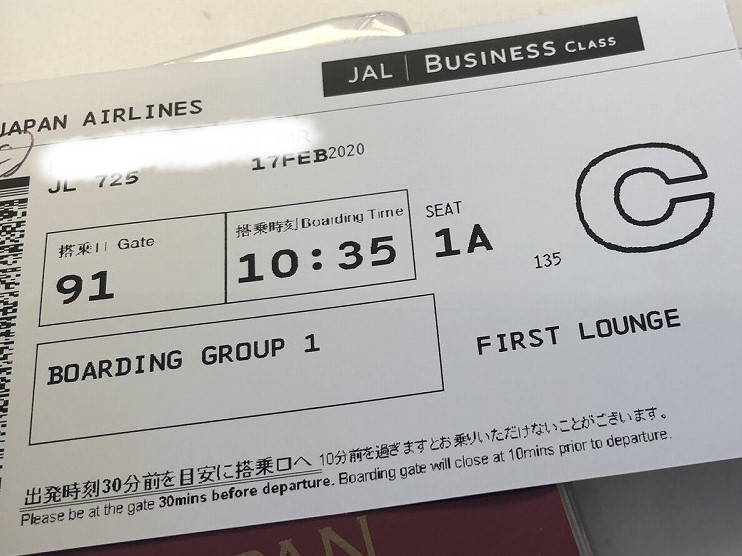 JAL | BUSINESS CLASS
JAPAN AIRLINES
JL 725 17FEB2020
搭乗口 Gate
91
搭乗時刻 Boarding Time
10:35
SEAT
1A
C
135
BOARDING GROUP 1
FIRST LOUNGE
出発時刻30分前を目安に搭乗口へ 10分前を過ぎますとお乗りいただけないことがございます。
Please be at the gate 30mins before departure. Boarding gate will close at 10mins prior to departure.